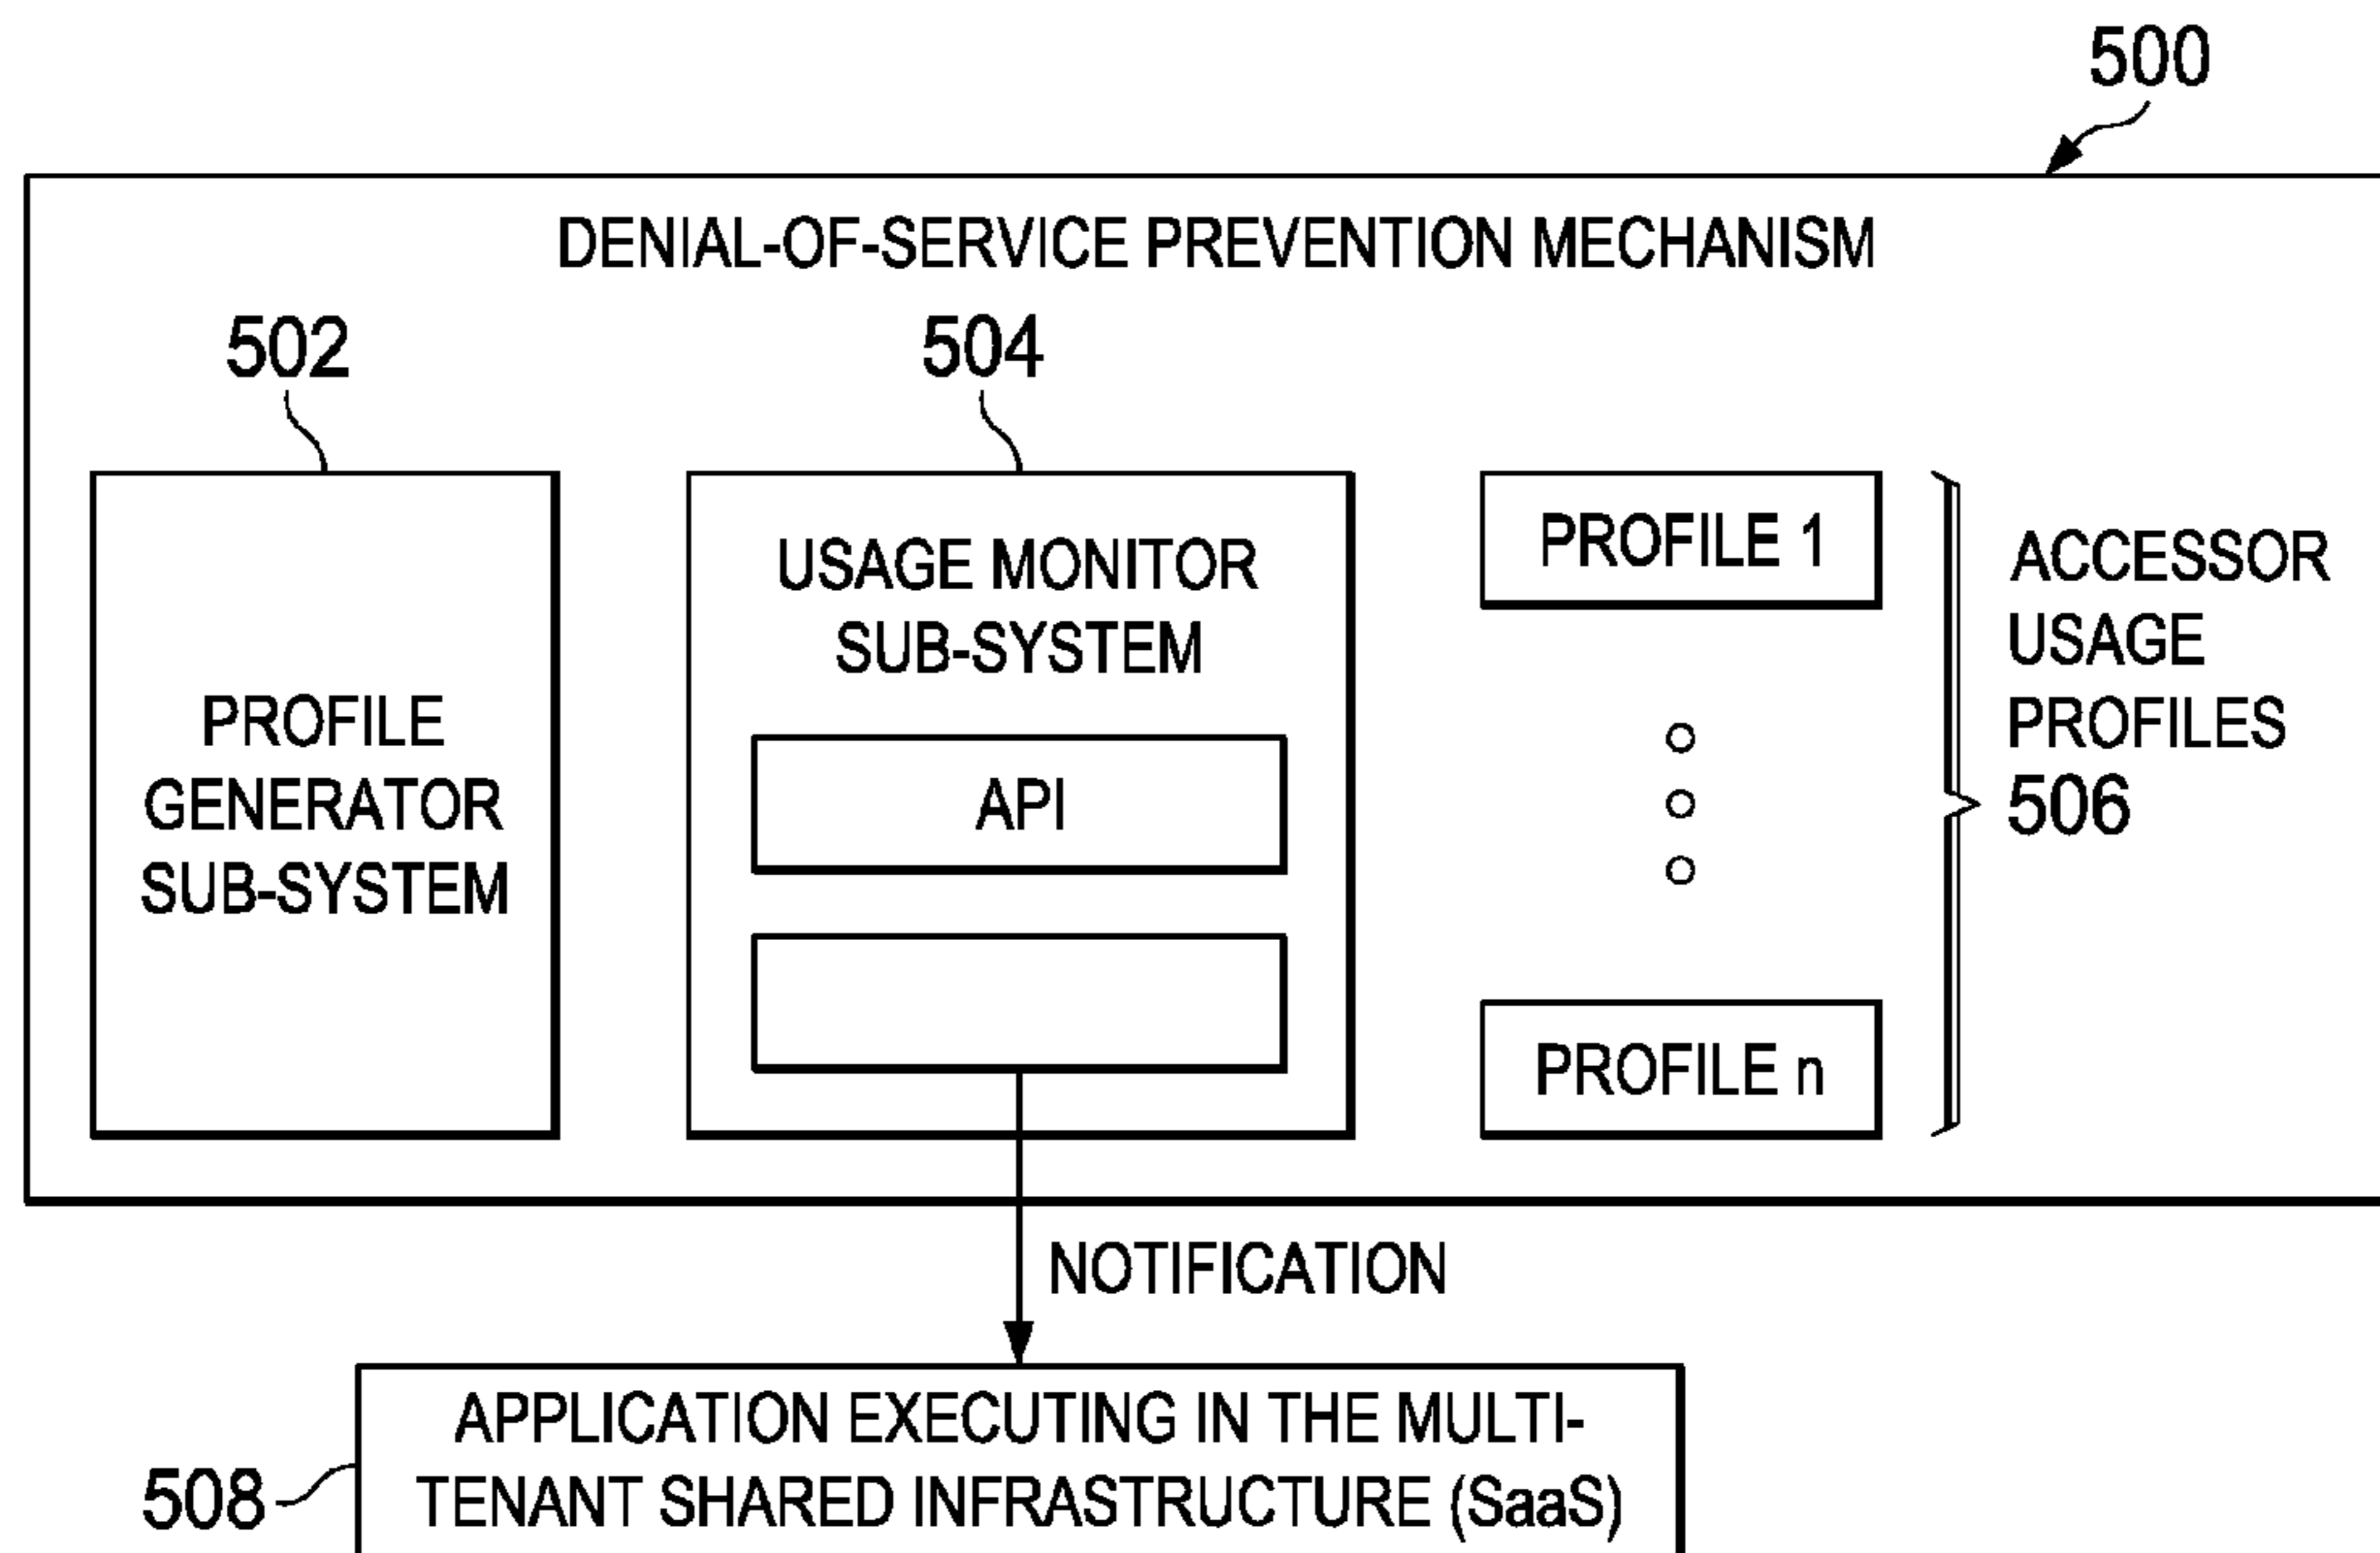 500
DENIAL-OF-SERVICE PREVENTION MECHANISM
502
504
PROFILE
GENERATOR
SUB-SYSTEM
USAGE MONITOR
SUB-SYSTEM
API
PROFILE 1
PROFILE n
ACCESSOR
USAGE
PROFILES
506
NOTIFICATION
508
APPLICATION EXECUTING IN THE MULTI-
TENANT SHARED INFRASTRUCTURE (SaaS)